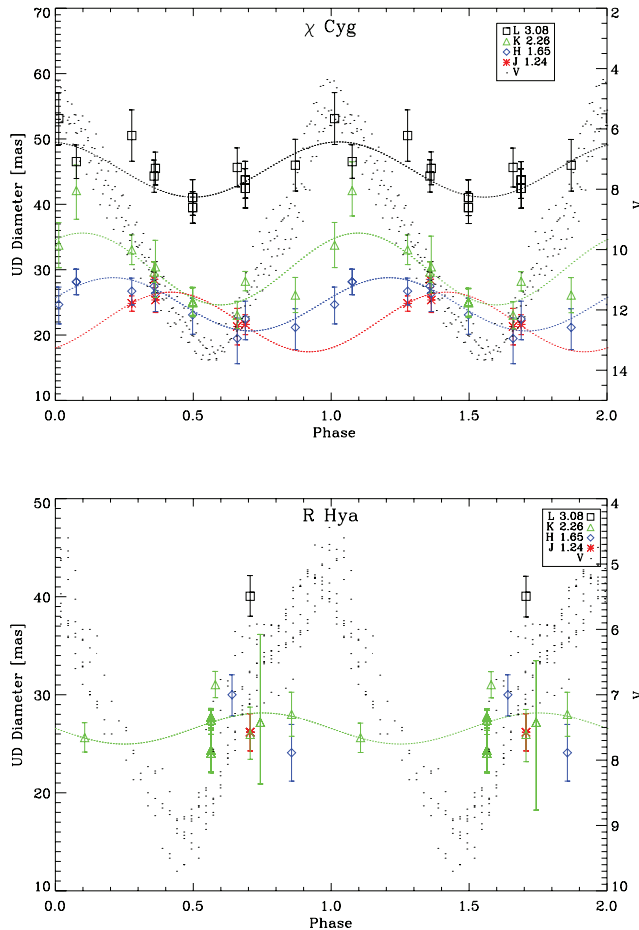 χ Cyg
L 3.08
K 2.26
H 1.65
J 1.24
V
70
60
50
40
30
20
10
UD Diameter [mas]
2
4
6
8
10
12
14
V
0.0 0.5 1.0 1.5 2.0
Phase
R Hya
L 3.08
K 2.26
H 1.65
J 1.24
V
50
40
30
20
10
UD Diameter [mas]
4
5
6
7
8
9
10
V
0.0 0.5 1.0 1.5 2.0
Phase